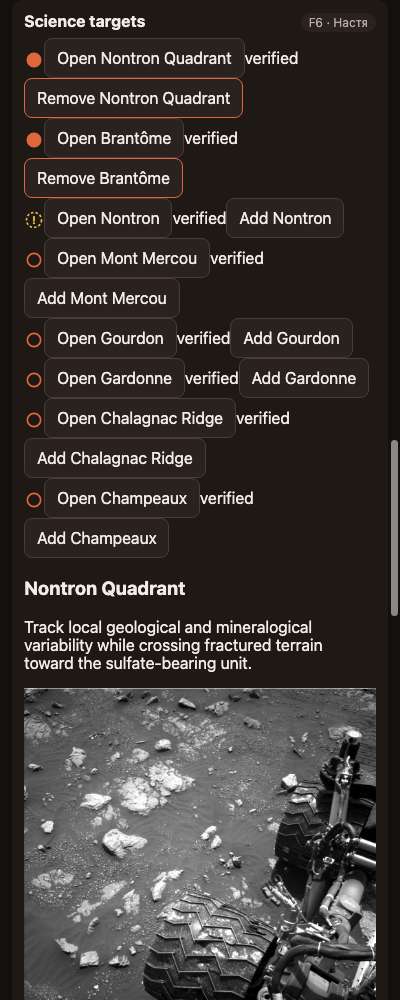 Science targets
F6 · Настя
Open Nontron Quadrant verified
Remove Nontron Quadrant
Open Brantôme verified
Remove Brantôme
Open Nontron verified Add Nontron
Open Mont Mercou verified
Add Mont Mercou
Open Gourdon verified Add Gourdon
Open Gardonne verified Add Gardonne
Open Chalagnac Ridge verified
Add Chalagnac Ridge
Open Champeaux verified
Add Champeaux
Nontron Quadrant
Track local geological and mineralogical
variability while crossing fractured terrain
toward the sulfate-bearing unit.